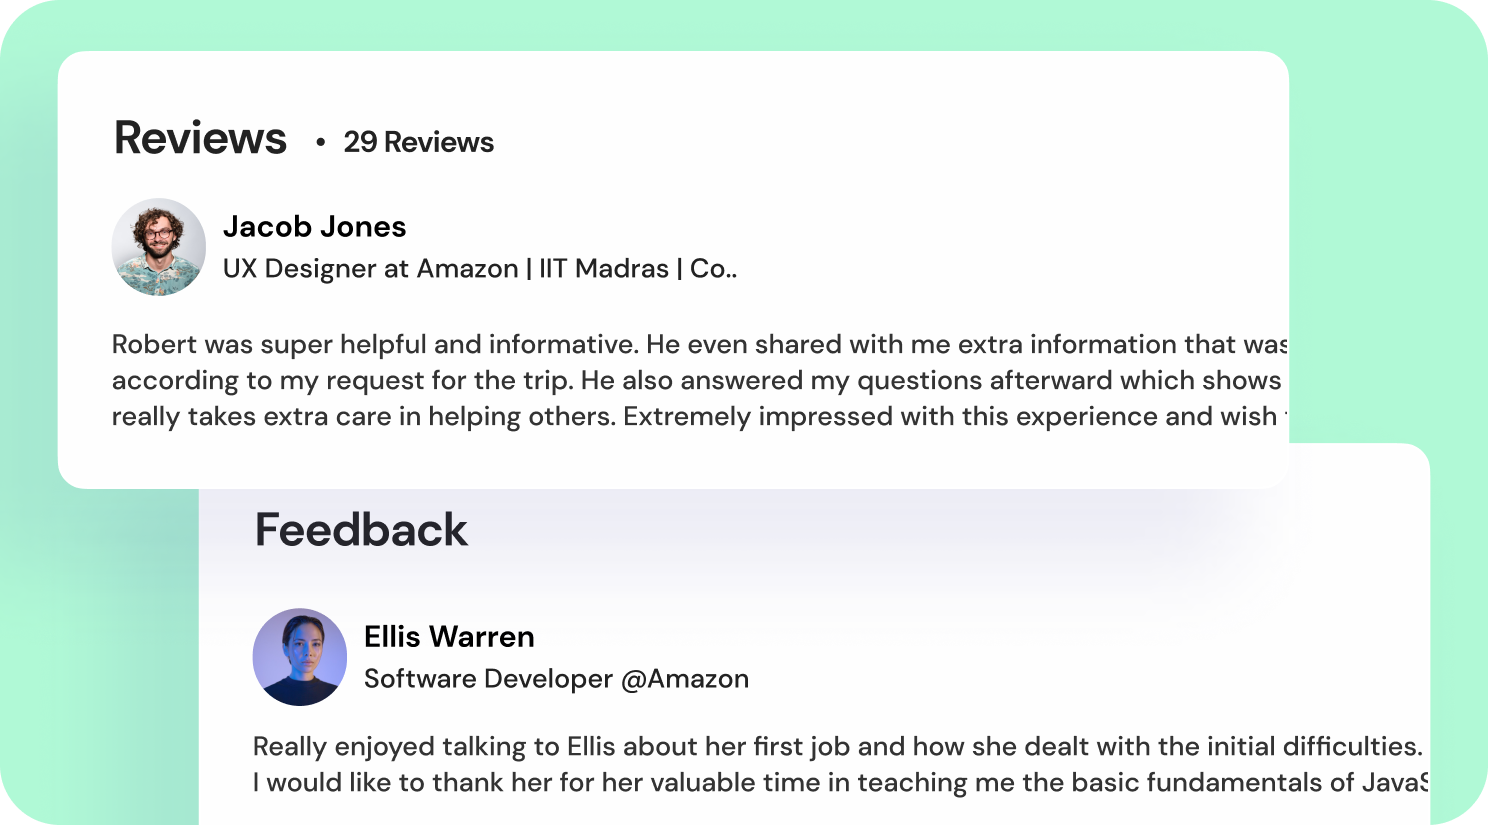 Reviews • 29 Reviews
Jacob Jones
UX Designer at Amazon | IIT Madras | Co..
Robert was super helpful and informative. He even shared with me extra information that was
according to my request for the trip. He also answered my questions afterward which shows
really takes extra care in helping others. Extremely impressed with this experience and wish
Feedback
Ellis Warren
Software Developer @Amazon
Really enjoyed talking to Ellis about her first job and how she dealt with the initial difficulties.
I would like to thank her for her valuable time in teaching me the basic fundamentals of JavaS